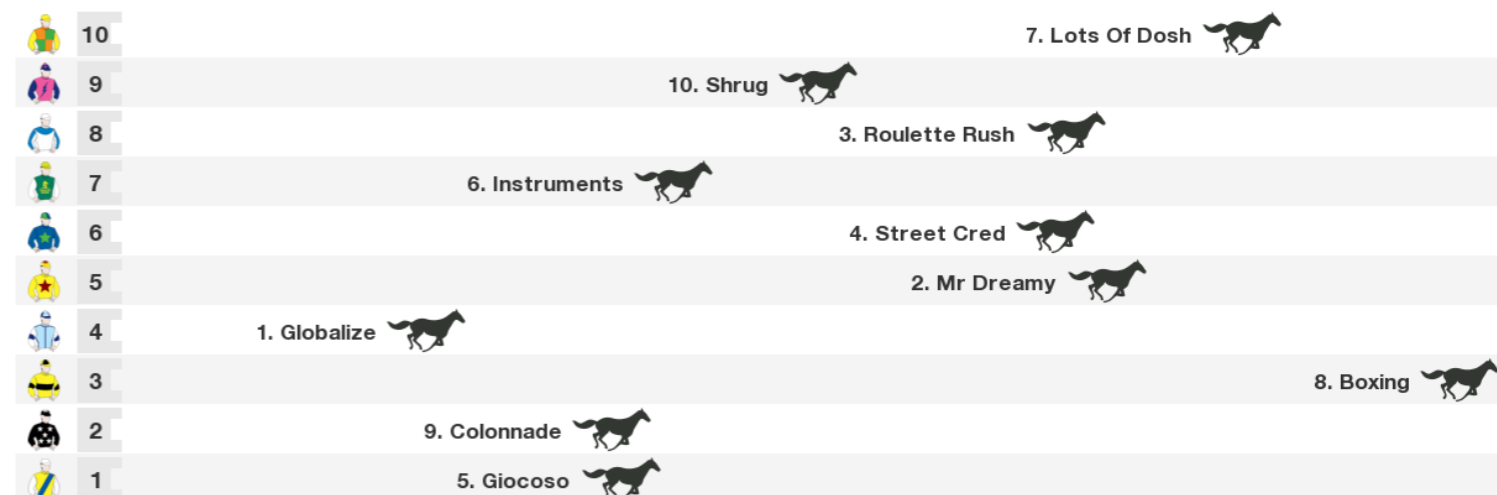 10 7. Lots Of Dosh
9 10. Shrug
8 3. Roulette Rush
7 6. Instruments
6 4. Street Cred
5 2. Mr Dreamy
4 1. Globalize
3 8. Boxing
2 9. Colonnade
1 5. Giocoso